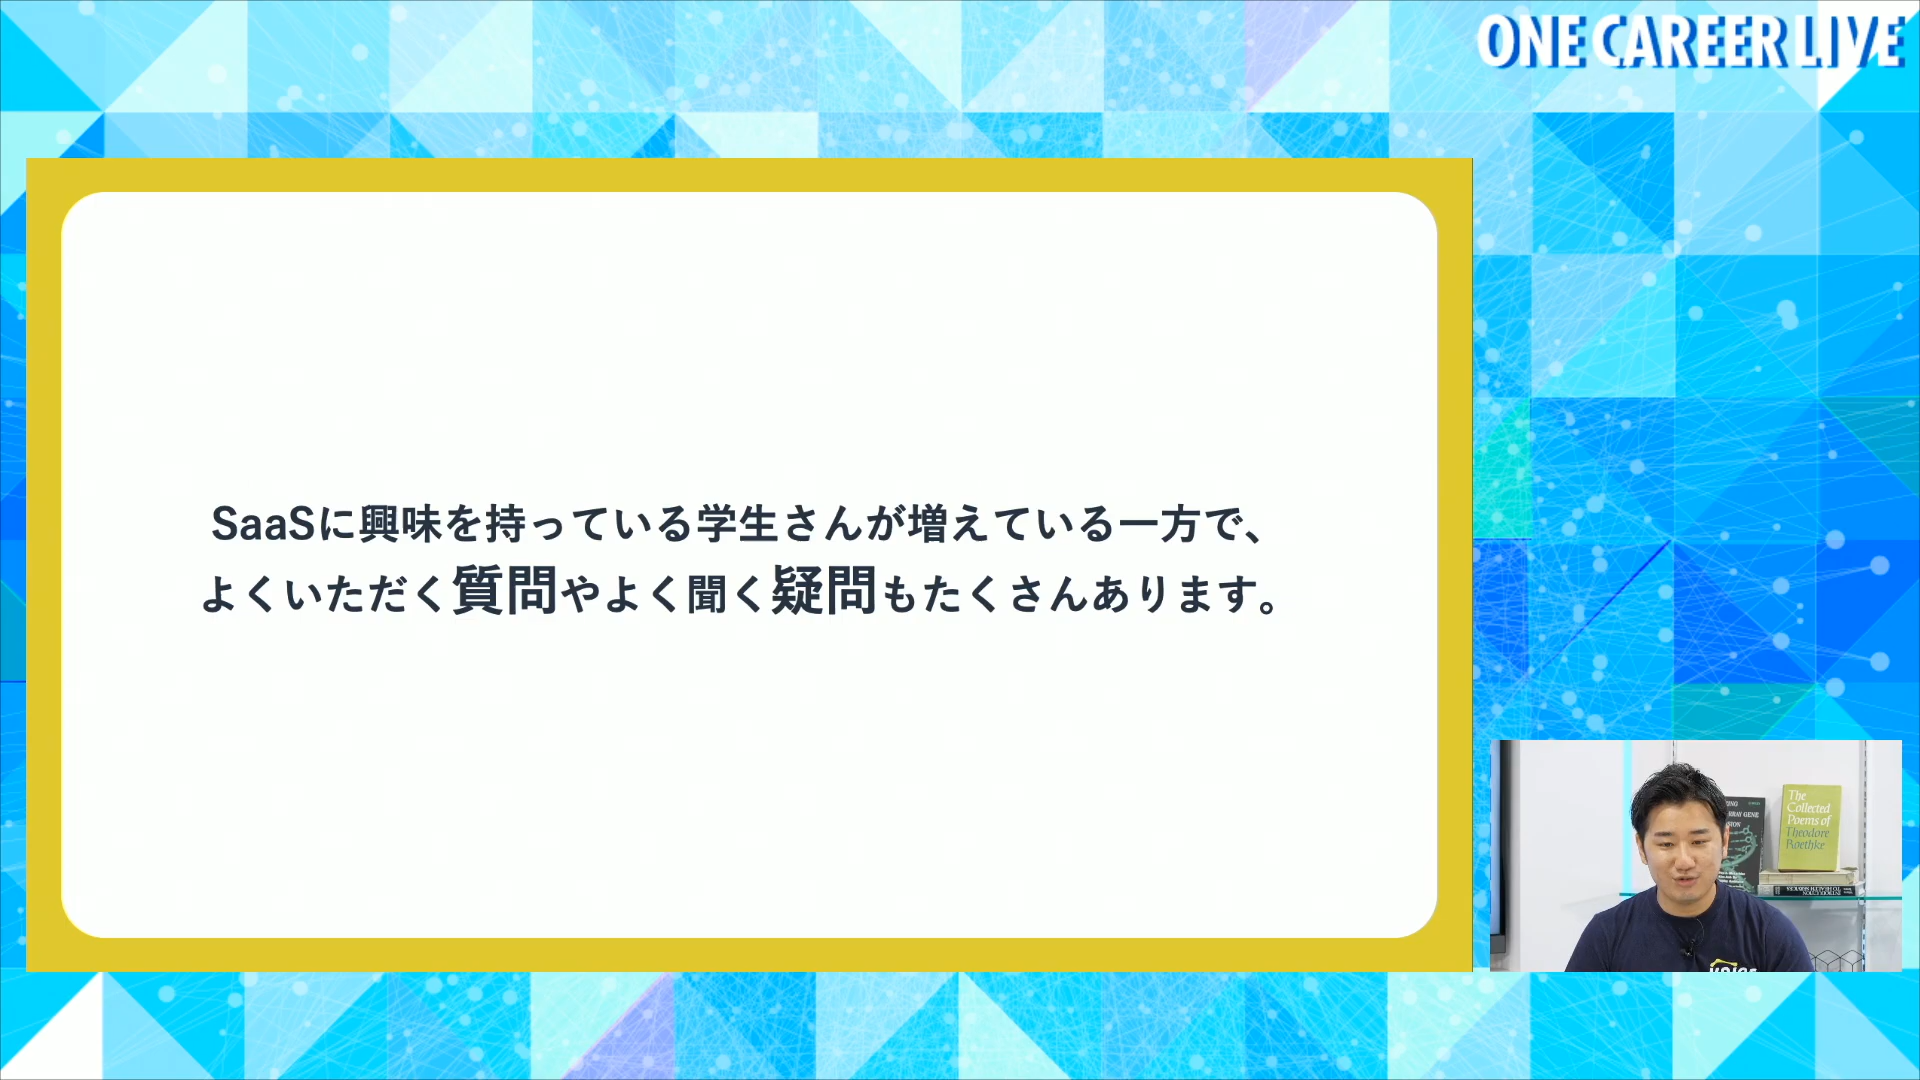 ONE CAREER LIVE
SaaSに興味を持っている学生さんが増えている一方で、
よくいただく質問やよく聞く疑問もたくさんあります。
The
Collected
Poems of
Theodore
Roethke